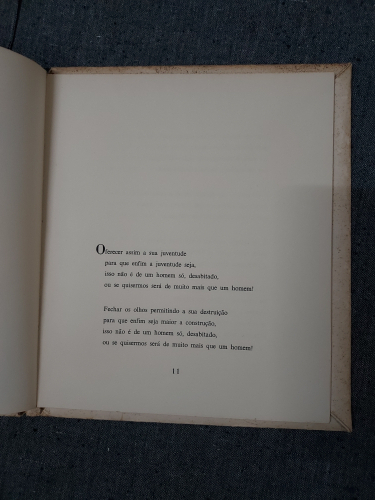 Oferecer assim a sua juventude
para que enfim a juventude seja,
isso não é de um homem só, desabitado,
ou se quisermos será de muito mais que um homem!
Fechar os olhos permitindo a sua destruição
para que enfim seja maior a construção,
isso não é de um homem só, desabitado,
ou se quisermos será de muito mais que um homem!
11